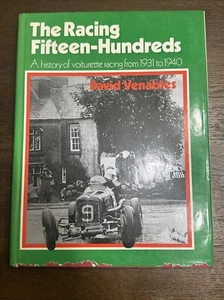 The Racing
Fifteen-Hundreds
A history of voiturette racing from 1931 to 1940
David Venables
9